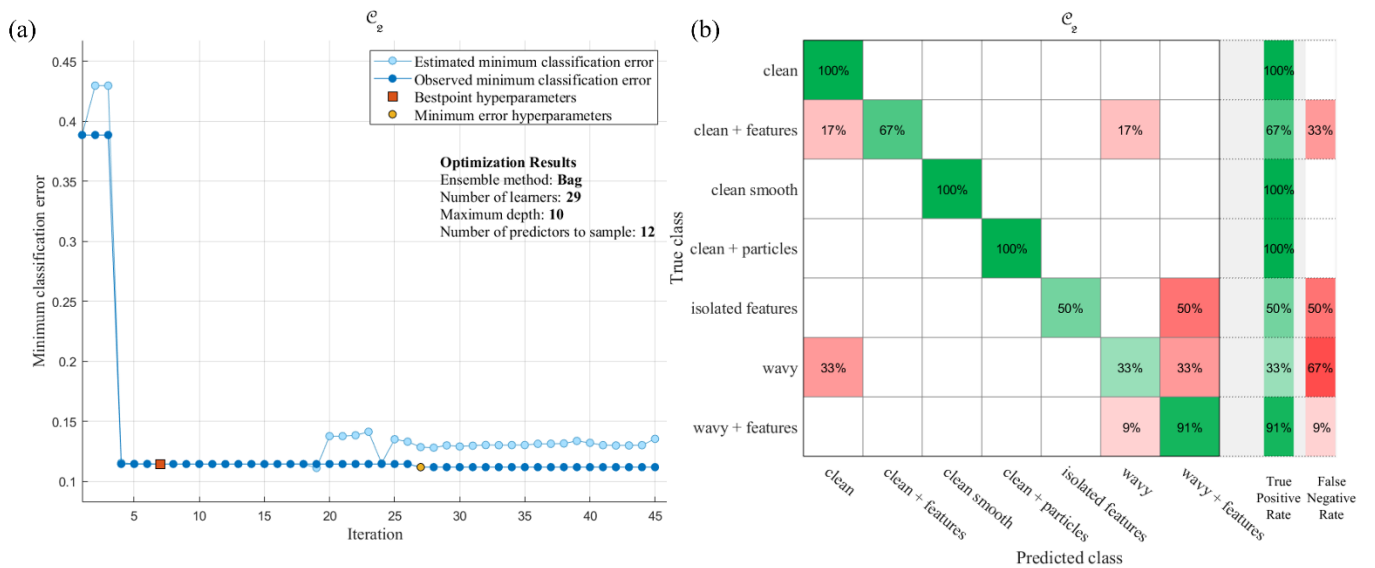 (a)
𝒞₂
0.45
0.4
0.35
0.3
0.25
0.2
0.15
0.1
Minimum classification error
Estimated minimum classification error
Observed minimum classification error
Bestpoint hyperparameters
Minimum error hyperparameters
Optimization Results
Ensemble method: Bag
Number of learners: 29
Maximum depth: 10
Number of predictors to sample: 12
5 10 15 20 25 30 35 40 45
Iteration
(b)
𝒞₂
True class
clean 100% 100%
clean + features 17% 67% 17% 67% 33%
clean smooth 100% 100%
clean + particles 100% 100%
isolated features 50% 50% 50% 50%
wavy 33% 33% 33% 33% 67%
wavy + features 9% 91% 91% 9%
clean
clean + features
clean smooth
clean + particles
isolated features
wavy
wavy + features
True
Positive
Rate
False
Negative
Rate
Predicted class